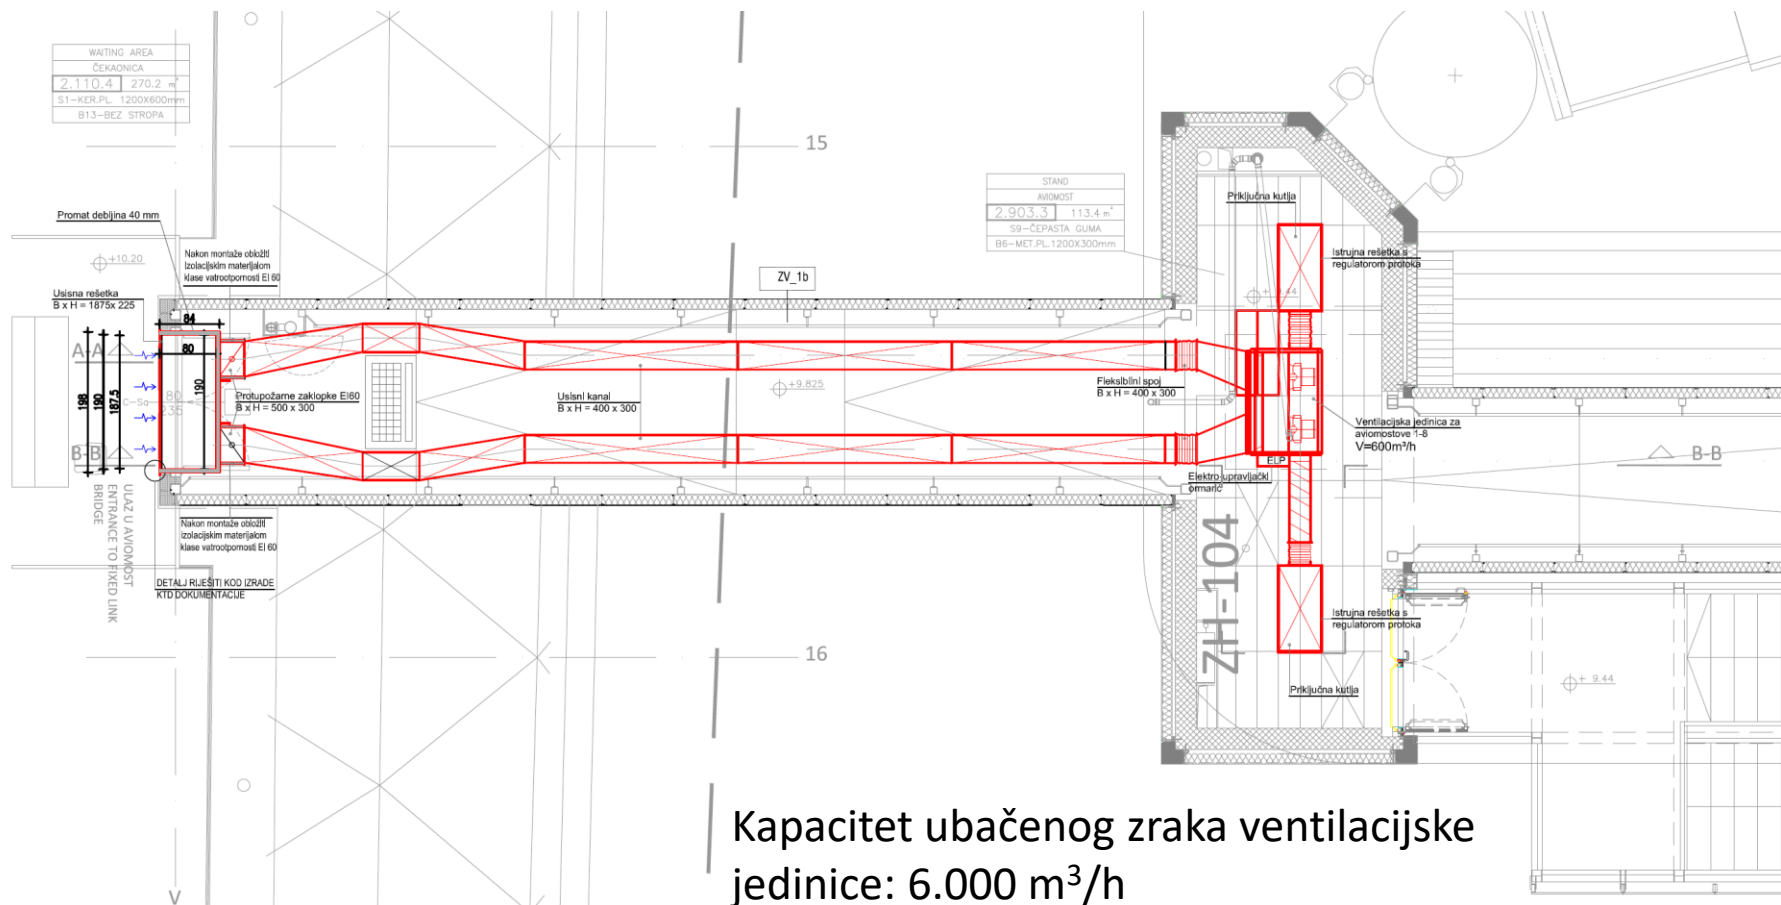 WAITING AREA
ČEKAONICA
2.110.4 270.2 m²
S1-KER.PL. 1200X600mm
B13-BEZ STROPA
15
STAND
AVIOMOST
2.903.3 113.4 m²
S9-ČEPASTA GUMA
B6-MET.PL.1200X300mm
Priključna kutija
Istrujna rešetka s
regulatorom protoka
Promat debljina 40 mm
+10.20
Nakon montaže obložiti
izolacijskim materijalom
klase vatrootpornosti EI 60
Usisna rešetka
B x H = 1875x 225
ZV_1b
84
A-A
80
190
198
190
187.5
C-Sa
80
235
Protupožarne zaklopke EI60
B x H = 500 x 300
Usisni kanal
B x H = 400 x 300
+9.825
Fleksibilni spoj
B x H = 400 x 300
Ventilacijska jedinica za
aviomostove 1-8
V=600m³/h
B-B
B-B
ELP
Elektro-upravljački
ormarić
ULAZ U AVIOMOST
ENTRANCE TO FIXED LINK
BRIDGE
Nakon montaže obložiti
izolacijskim materijalom
klase vatrootpornosti EI 60
DETALJ RIJEŠITI KOD IZRADE
KTD DOKUMENTACIJE
ZH-104
Istrujna rešetka s
regulatorom protoka
16
Priključna kutija
+ 9.44
V
Kapacitet ubačenog zraka ventilacijske
jedinice: 6.000 m³/h